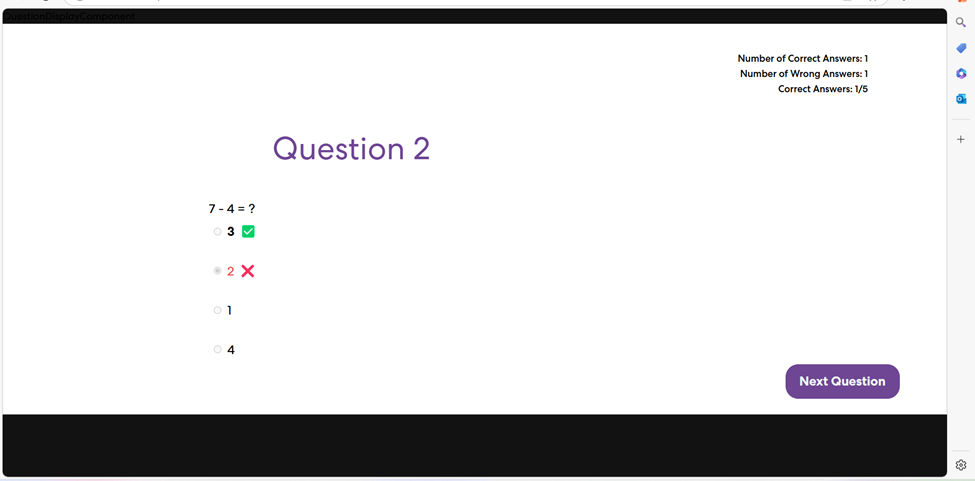 QuestionDisplayComponent
Number of Correct Answers: 1
Number of Wrong Answers: 1
Correct Answers: 1/5
Question 2
7 - 4 = ?
3
2
1
4
Next Question